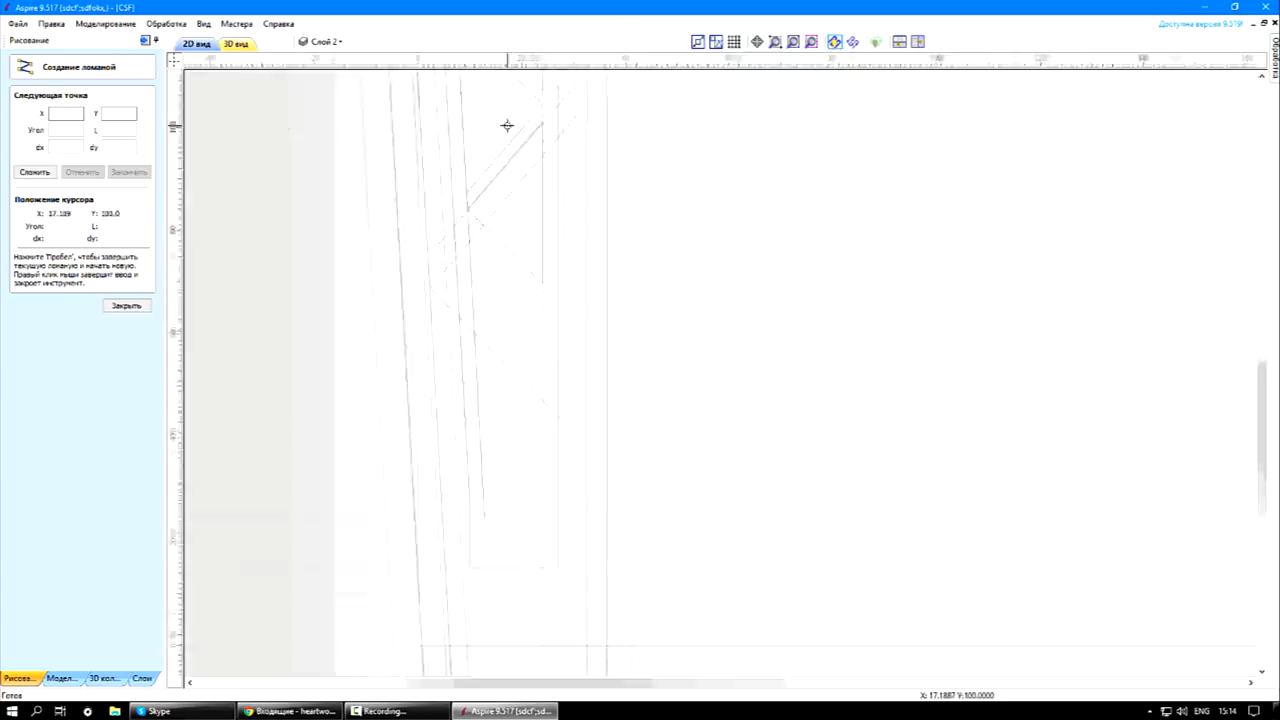 Aspire 9.517 [sdcf';sdfokx,) - [CSF]
Файл Правка Моделирование Обработка Вид Мастера Справка
Доступна версия 9.519!
Рисование
2D вид 3D вид Слой 2
Создание ломаной
Следующая точка
X Y
Угол L
dx dy
Сложить Отменить Закончить
Положение курсора
X: 17.189 Y: 100.0
Угол: L:
dx: dy:
Нажмите 'Пробел', чтобы завершить
текущую ломаную и начать новую.
Правый клик мыши завершит ввод и
закроет инструмент.
Закрыть
Рисова... Модел... 3D кол... Слои
Готов
X: 17.1887 Y:100.0000
Skype
Входящие - heartwo...
Recording...
Aspire 9.517 [sdcf';sd...
ENG
15:14